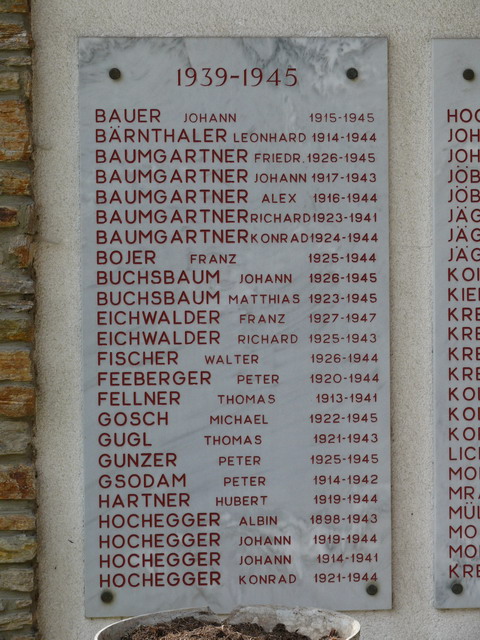 1939-1945
BAUER JOHANN 1915-1945
BÄRNTHALER LEONHARD 1914-1944
BAUMGARTNER FRIEDR. 1926-1945
BAUMGARTNER JOHANN 1917-1943
BAUMGARTNER ALEX 1916-1944
BAUMGARTNER RICHARD 1923-1941
BAUMGARTNER KONRAD 1924-1944
BOJER FRANZ 1925-1944
BUCHSBAUM JOHANN 1926-1945
BUCHSBAUM MATTHIAS 1923-1945
EICHWALDER FRANZ 1927-1947
EICHWALDER RICHARD 1925-1943
FISCHER WALTER 1926-1944
FEEBERGER PETER 1920-1944
FELLNER THOMAS 1913-1941
GOSCH MICHAEL 1922-1945
GUGL THOMAS 1921-1943
GUNZER PETER 1925-1945
GSODAM PETER 1914-1942
HARTNER HUBERT 1919-1944
HOCHEGGER ALBIN 1898-1943
HOCHEGGER JOHANN 1919-1944
HOCHEGGER JOHANN 1914-1941
HOCHEGGER KONRAD 1921-1944